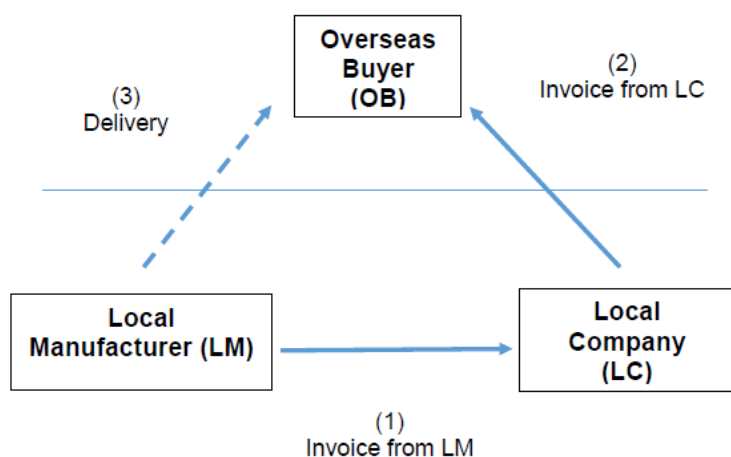 Overseas
Buyer
(OB)
(2)
Invoice from LC
(3)
Delivery
Local
Manufacturer (LM)
Local
Company
(LC)
(1)
Invoice from LM